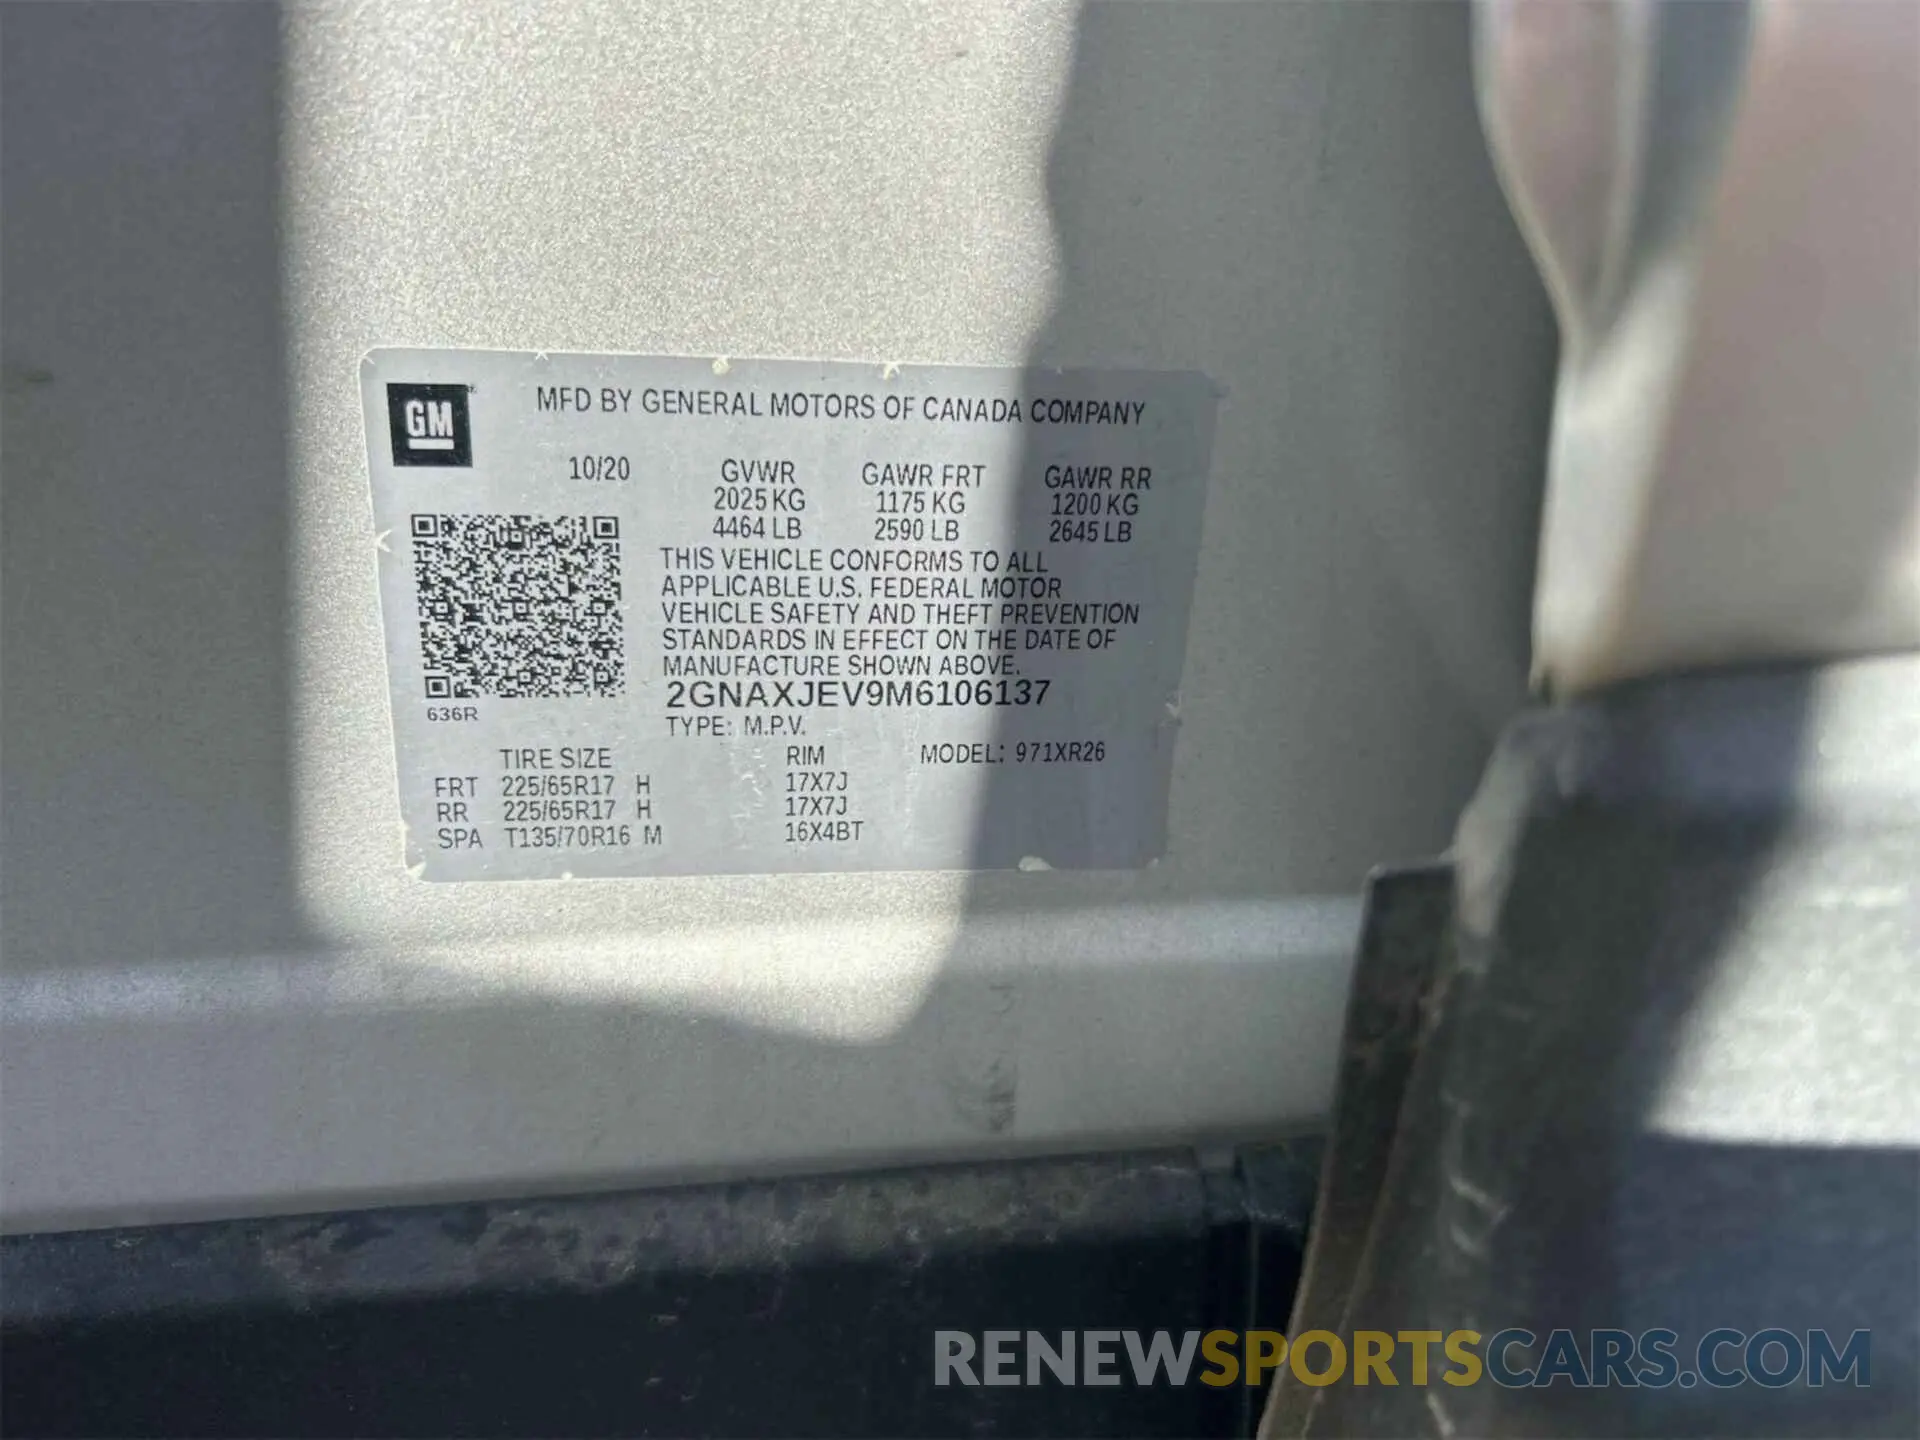 GM
MFD BY GENERAL MOTORS OF CANADA COMPANY
10/20 GVWR GAWR FRT GAWR RR
2025 KG 1175 KG 1200 KG
4464 LB 2590 LB 2645 LB
THIS VEHICLE CONFORMS TO ALL
APPLICABLE U.S. FEDERAL MOTOR
VEHICLE SAFETY AND THEFT PREVENTION
STANDARDS IN EFFECT ON THE DATE OF
MANUFACTURE SHOWN ABOVE.
2GNAXJEV9M6106137
636R
TYPE: M.P.V.
TIRE SIZE RIM MODEL: 971XR26
FRT 225/65R17 H 17X7J
RR 225/65R17 H 17X7J
SPA T135/70R16 M 16X4BT
RENEWSPORTSCARS.COM